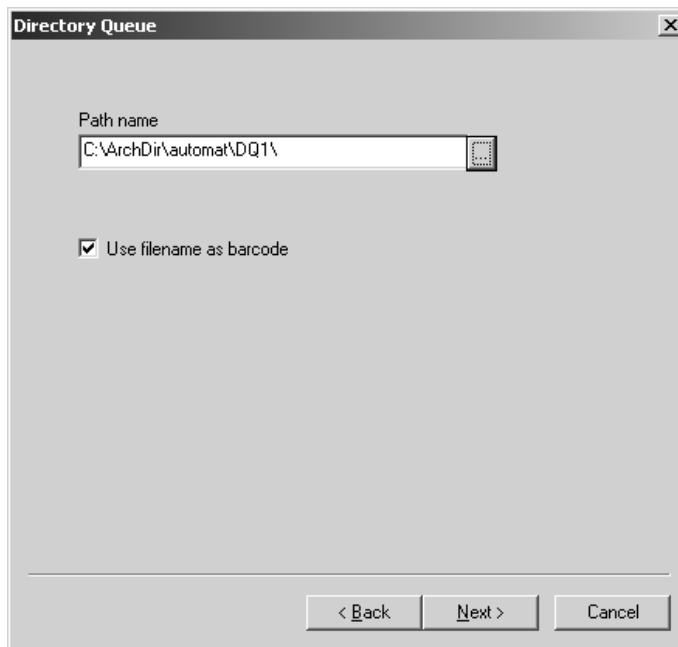 Directory Queue
Path name
C:\ArchDir\automat\DQ1\
...
Use filename as barcode
< Back
Next >
Cancel